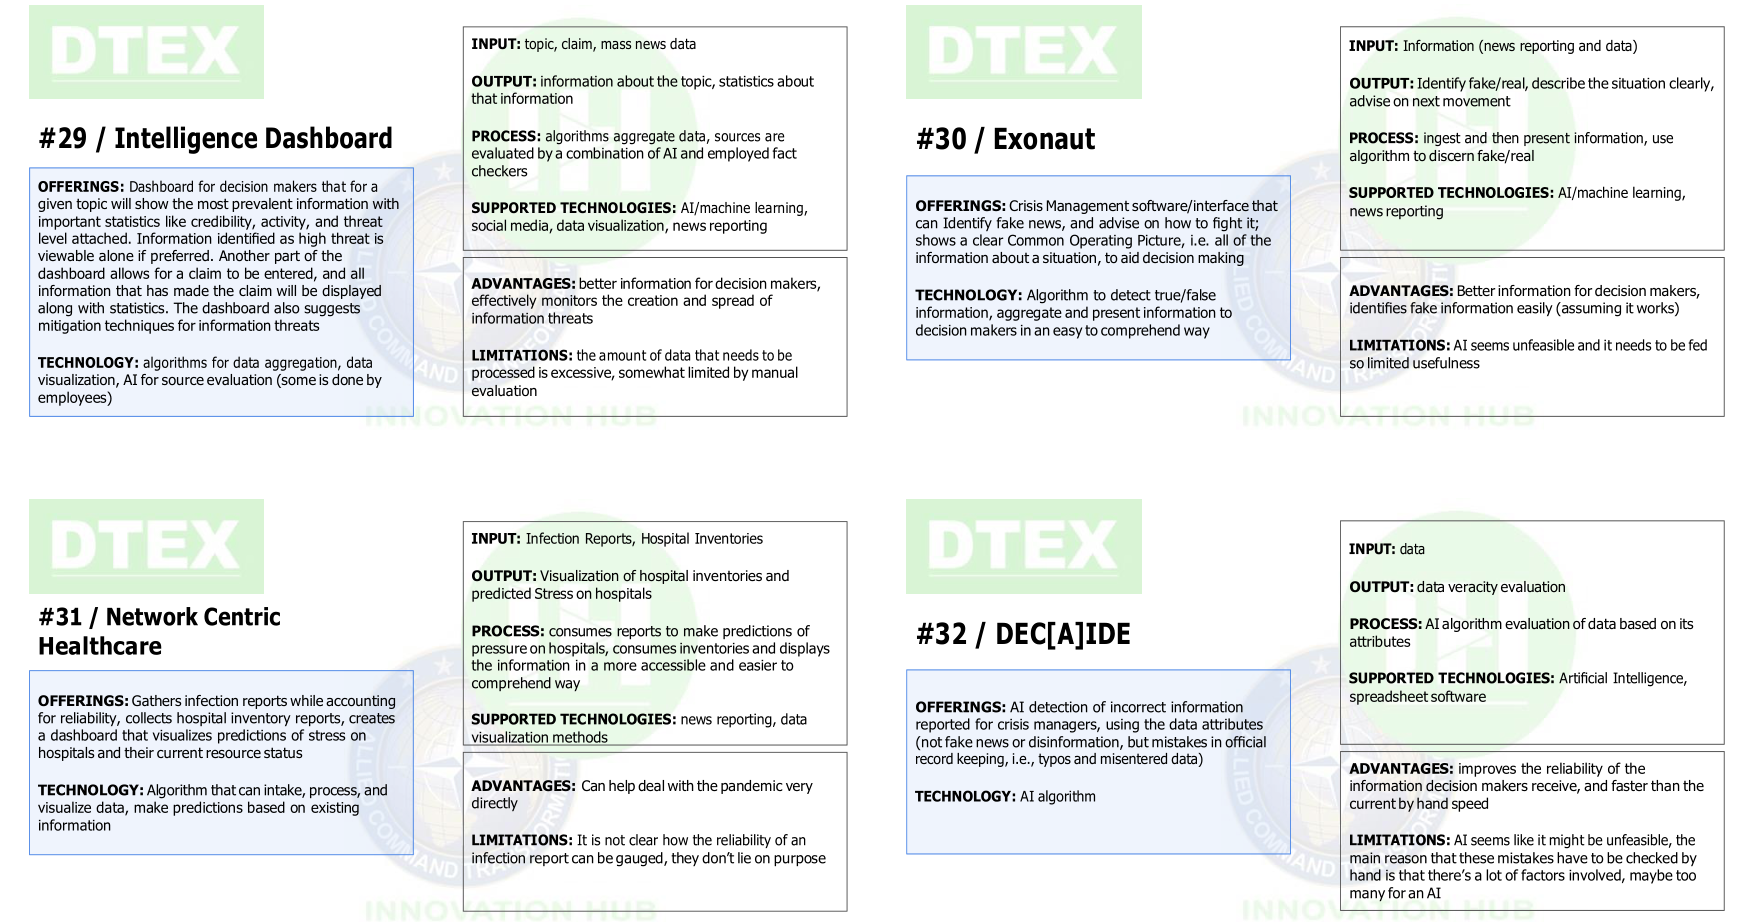 DTEX
#29 / Intelligence Dashboard
OFFERINGS: Dashboard for decision makers that for a
given topic will show the most prevalent information with
important statistics like credibility, activity, and threat
level attached. Information identified as high threat is
viewable alone if preferred. Another part of the
dashboard allows for a claim to be entered, and all
information that has made the claim will be displayed
along with statistics. The dashboard also suggests
mitigation techniques for information threats
TECHNOLOGY: algorithms for data aggregation, data
visualization, AI for source evaluation (some is done by
employees)
INPUT: topic, claim, mass news data
OUTPUT: information about the topic, statistics about
that information
PROCESS: algorithms aggregate data, sources are
evaluated by a combination of AI and employed fact
checkers
SUPPORTED TECHNOLOGIES: AI/machine learning,
social media, data visualization, news reporting
ADVANTAGES: better information for decision makers,
effectively monitors the creation and spread of
information threats
LIMITATIONS: the amount of data that needs to be
processed is excessive, somewhat limited by manual
evaluation
INNOVATION HUB
DTEX
#30 / Exonaut
OFFERINGS: Crisis Management software/interface that
can Identify fake news, and advise on how to fight it;
shows a clear Common Operating Picture, i.e. all of the
information about a situation, to aid decision making
TECHNOLOGY: Algorithm to detect true/false
information, aggregate and present information to
decision makers in an easy to comprehend way
INPUT: Information (news reporting and data)
OUTPUT: Identify fake/real, describe the situation clearly,
advise on next movement
PROCESS: ingest and then present information, use
algorithm to discern fake/real
SUPPORTED TECHNOLOGIES: AI/machine learning,
news reporting
ADVANTAGES: Better information for decision makers,
identifies fake information easily (assuming it works)
LIMITATIONS: AI seems unfeasible and it needs to be fed
so limited usefulness
INNOVATION HUB
DTEX
#31 / Network Centric
Healthcare
OFFERINGS: Gathers infection reports while accounting
for reliability, collects hospital inventory reports, creates
a dashboard that visualizes predictions of stress on
hospitals and their current resource status
TECHNOLOGY: Algorithm that can intake, process, and
visualize data, make predictions based on existing
information
INPUT: Infection Reports, Hospital Inventories
OUTPUT: Visualization of hospital inventories and
predicted Stress on hospitals
PROCESS: consumes reports to make predictions of
pressure on hospitals, consumes inventories and displays
the information in a more accessible and easier to
comprehend way
SUPPORTED TECHNOLOGIES: news reporting, data
visualization methods
ADVANTAGES: Can help deal with the pandemic very
directly
LIMITATIONS: It is not clear how the reliability of an
infection report can be gauged, they don't lie on purpose
INNOVATION HUB
DTEX
#32 / DEC[A]IDE
OFFERINGS: AI detection of incorrect information
reported for crisis managers, using the data attributes
(not fake news or disinformation, but mistakes in official
record keeping, i.e., typos and misentered data)
TECHNOLOGY: AI algorithm
INPUT: data
OUTPUT: data veracity evaluation
PROCESS: AI algorithm evaluation of data based on its
attributes
SUPPORTED TECHNOLOGIES: Artificial Intelligence,
spreadsheet software
ADVANTAGES: improves the reliability of the
information decision makers receive, and faster than the
current by hand speed
LIMITATIONS: AI seems like it might be unfeasible, the
main reason that these mistakes have to be checked by
hand is that there's a lot of factors involved, maybe too
many for an AI
INNOVATION HUB